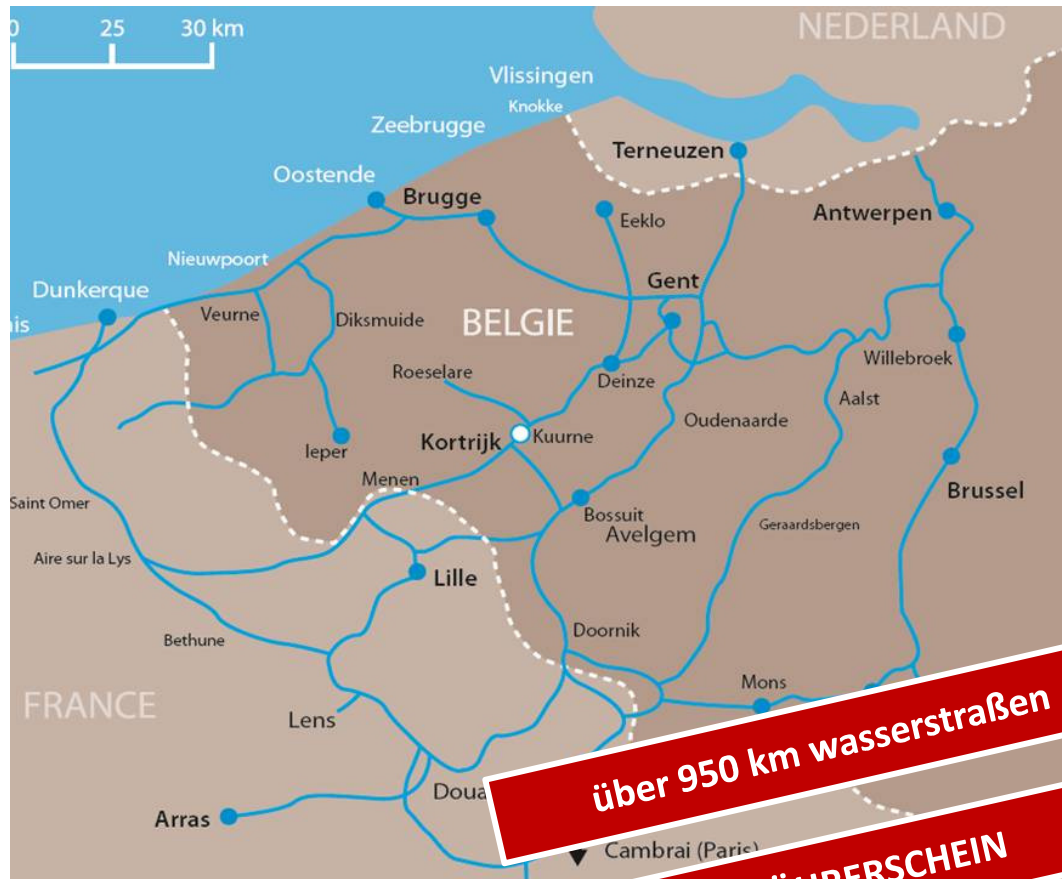 0 25 30 km
NEDERLAND
Vlissingen
Knokke
Zeebrugge
Terneuzen
Oostende
Brugge
Eeklo
Antwerpen
Nieuwpoort
Gent
Dunkerque
Veurne
Diksmuide
BELGIE
Willebroek
Roeselare
Deinze
Aalst
Oudenaarde
Kortrijk
Kuurne
Ieper
Menen
Brussel
Saint Omer
Bossuit
Avelgem
Geraardsbergen
Aire sur la Lys
Lille
Bethune
Doornik
FRANCE
Mons
Lens
über 950 km wasserstraßen
Arras
Cambrai (Paris)